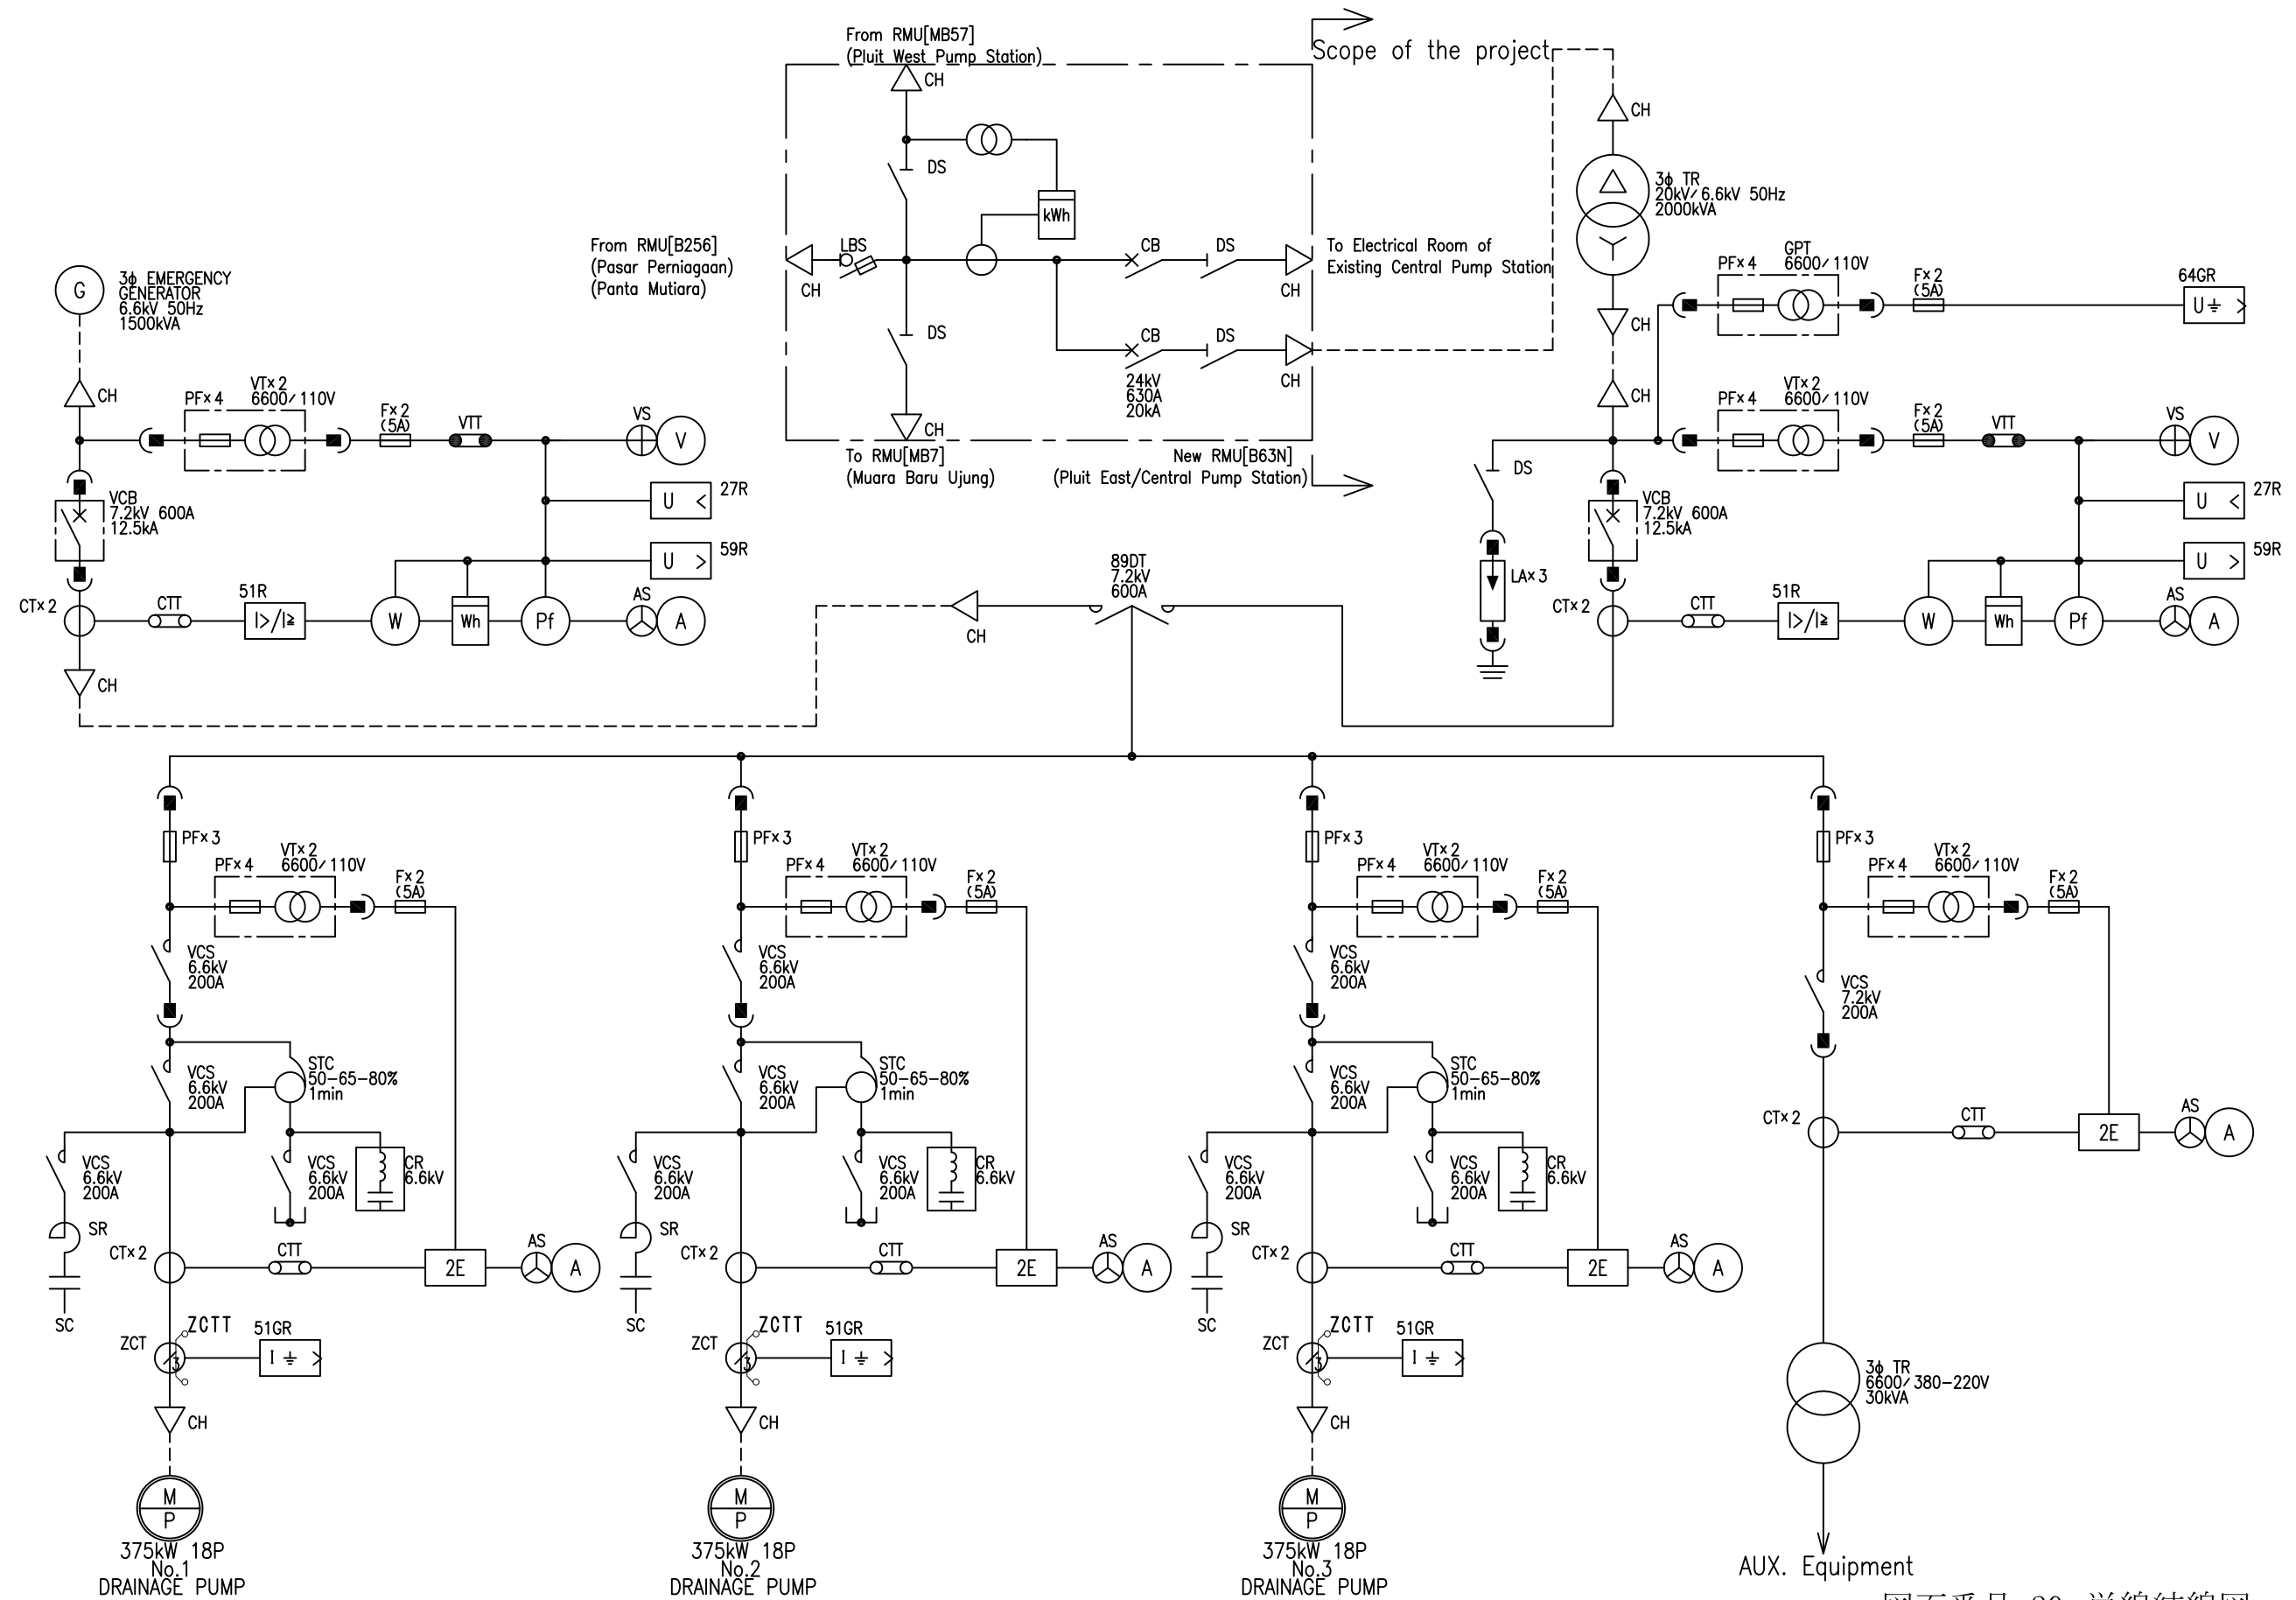 From RMU[MB57]
(Pluit West Pump Station)
CH
Scope of the project
CH
DS
kWh
3ϕ TR
20kV/6.6kV 50Hz
2000kVA
From RMU[B256]
(Pasar Perniagaan)
(Panta Mutiara)
LBS
CH
CB
DS
CH
To Electrical Room of
Existing Central Pump Station
DS
CB
DS
CH
24kV
630A
20kA
CH
To RMU[MB7]
(Muara Baru Ujung)
New RMU[B63N]
(Pluit East/Central Pump Station)
G
3ϕ EMERGENCY
GENERATOR
6.6kV 50Hz
1500kVA
CH
PF×4
VT×2
6600/110V
F×2
(5A)
VTT
VS
V
U <
27R
U >
59R
VCB
7.2kV 600A
12.5kA
CT×2
CTT
51R
I>/I≥
W
Wh
Pf
AS
A
CH
89DT
7.2kV
600A
CH
CH
CH
GPT
PF×4
6600/110V
F×2
(5A)
64GR
U >
PF×4
VT×2
6600/110V
F×2
(5A)
VTT
VS
V
U <
27R
U >
59R
DS
LA×3
VCB
7.2kV 600A
12.5kA
CT×2
CTT
51R
I>/I≥
W
Wh
Pf
AS
A
PF×3
PF×4
VT×2
6600/110V
F×2
(5A)
VCS
6.6kV
200A
VCS
6.6kV
200A
STC
50-65-80%
1min
VCS
6.6kV
200A
VCS
6.6kV
200A
CR
6.6kV
SR
SC
CT×2
CTT
2E
AS
A
ZCT
ZCTT
3
51GR
I >
CH
M
P
375kW 18P
No.1
DRAINAGE PUMP
PF×3
PF×4
VT×2
6600/110V
F×2
(5A)
VCS
6.6kV
200A
VCS
6.6kV
200A
STC
50-65-80%
1min
VCS
6.6kV
200A
VCS
6.6kV
200A
CR
6.6kV
SR
SC
CT×2
CTT
2E
AS
A
ZCT
ZCTT
3
51GR
I >
CH
M
P
375kW 18P
No.2
DRAINAGE PUMP
PF×3
PF×4
VT×2
6600/110V
F×2
(5A)
VCS
6.6kV
200A
VCS
6.6kV
200A
STC
50-65-80%
1min
VCS
6.6kV
200A
VCS
6.6kV
200A
CR
6.6kV
SR
SC
CT×2
CTT
2E
AS
A
ZCT
ZCTT
3
51GR
I >
CH
M
P
375kW 18P
No.3
DRAINAGE PUMP
PF×3
PF×4
VT×2
6600/110V
F×2
(5A)
VCS
7.2kV
200A
CT×2
CTT
2E
AS
A
3ϕ TR
6600/380-220V
30kVA
AUX. Equipment